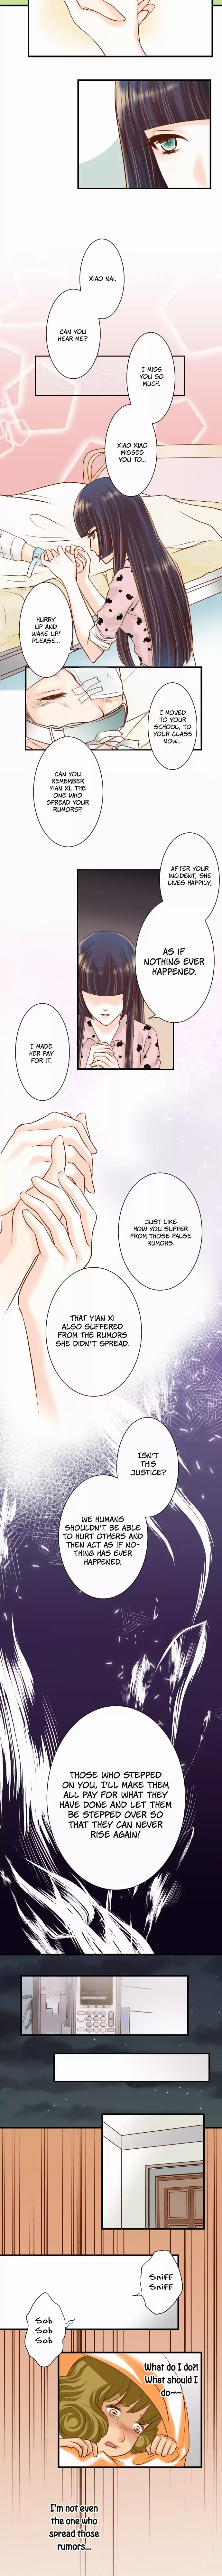 XIAO NAI,
CAN YOU
HEAR ME?
I MISS
YOU SO
MUCH.
XIAO XIAO
MISSES
YOU TO...
HURRY
UP AND
WAKE UP!
PLEASE...
I MOVED
TO YOUR
SCHOOL, TO
YOUR CLASS
NOW...
CAN YOU
REMEMBER
YIAN XI, THE
ONE WHO
SPREAD YOUR
RUMORS?
AFTER YOUR
INCIDENT, SHE
LIVES HAPPILY,
AS IF
NOTHING EVER
HAPPENED.
I MADE
HER PAY
FOR IT.
JUST LIKE
HOW YOU SUFFER
FROM THOSE FALSE
RUMORS.
THAT YIAN XI
ALSO SUFFERED
FROM THE RUMORS
SHE DIDN'T SPREAD.
ISN'T
THIS
JUSTICE?
WE HUMANS
SHOULDN'T BE ABLE
TO HURT OTHERS AND
THEN ACT AS IF NO-
THING HAS EVER
HAPPENED.
THOSE WHO STEPPED
ON YOU, I'LL MAKE THEM
ALL PAY FOR WHAT THEY
HAVE DONE AND LET THEM
BE STEPPED OVER SO
THAT THEY CAN NEVER
RISE AGAIN!
Sniff
Sniff
Sob
Sob
Sob
What do I do?!
What should I
do~~
I'm not even
the one who
spread those
rumors...